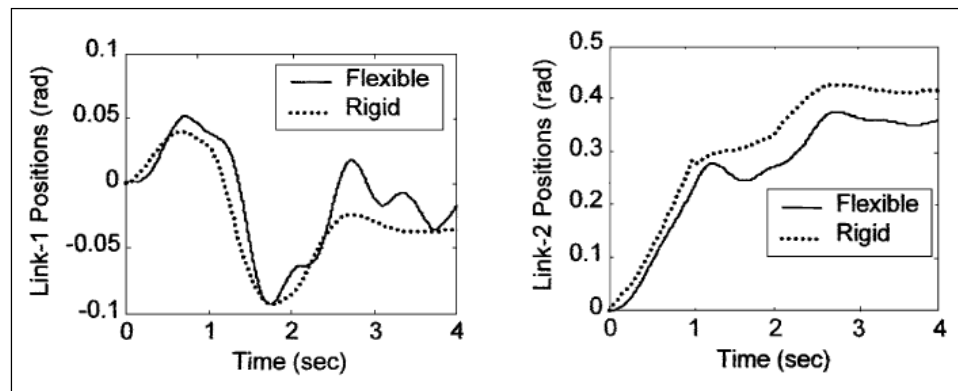 0.1
0.05
0
-0.05
-0.1
Link-1 Positions (rad)
Flexible
Rigid
0 1 2 3 4
Time (sec)
0.5
0.4
0.3
0.2
0.1
0
Link-2 Positions (rad)
Flexible
Rigid
0 1 2 3 4
Time (sec)